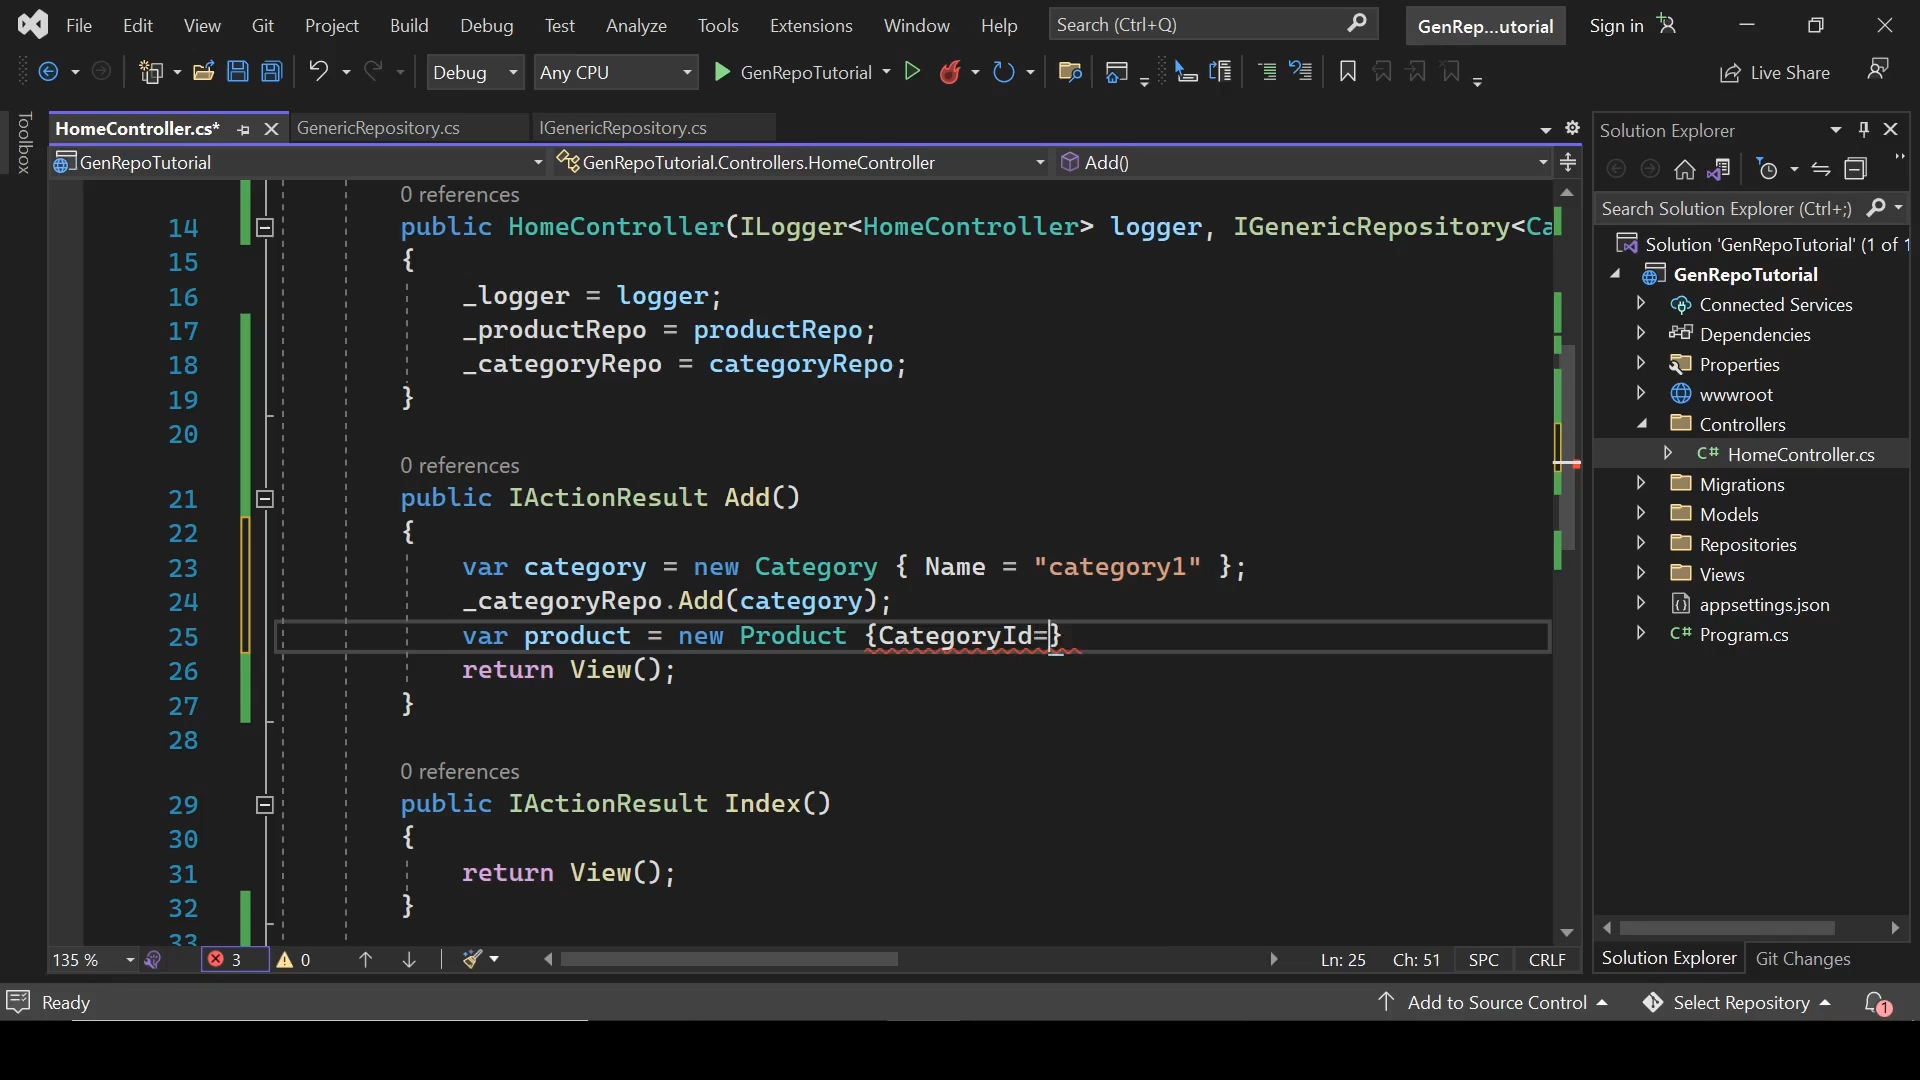 File Edit View Git Project Build Debug Test Analyze Tools Extensions Window Help Search (Ctrl+Q) GenRep...utorial Sign in
Debug Any CPU GenRepoTutorial Live Share
Toolbox
HomeController.cs* GenericRepository.cs IGenericRepository.cs
GenRepoTutorial GenRepoTutorial.Controllers.HomeController Add()
0 references
14 public HomeController(ILogger<HomeController> logger, IGenericRepository<Ca
15 {
16 _logger = logger;
17 _productRepo = productRepo;
18 _categoryRepo = categoryRepo;
19 }
20
0 references
21 public IActionResult Add()
22 {
23 var category = new Category { Name = "category1" };
24 _categoryRepo.Add(category);
25 var product = new Product {CategoryId=}
26 return View();
27 }
28
0 references
29 public IActionResult Index()
30 {
31 return View();
32 }
33
135 % 3 0 Ln: 25 Ch: 51 SPC CRLF
Solution Explorer
Search Solution Explorer (Ctrl+;)
Solution 'GenRepoTutorial' (1 of 1
GenRepoTutorial
Connected Services
Dependencies
Properties
wwwroot
Controllers
C# HomeController.cs
Migrations
Models
Repositories
Views
appsettings.json
C# Program.cs
Solution Explorer Git Changes
Ready Add to Source Control Select Repository 1